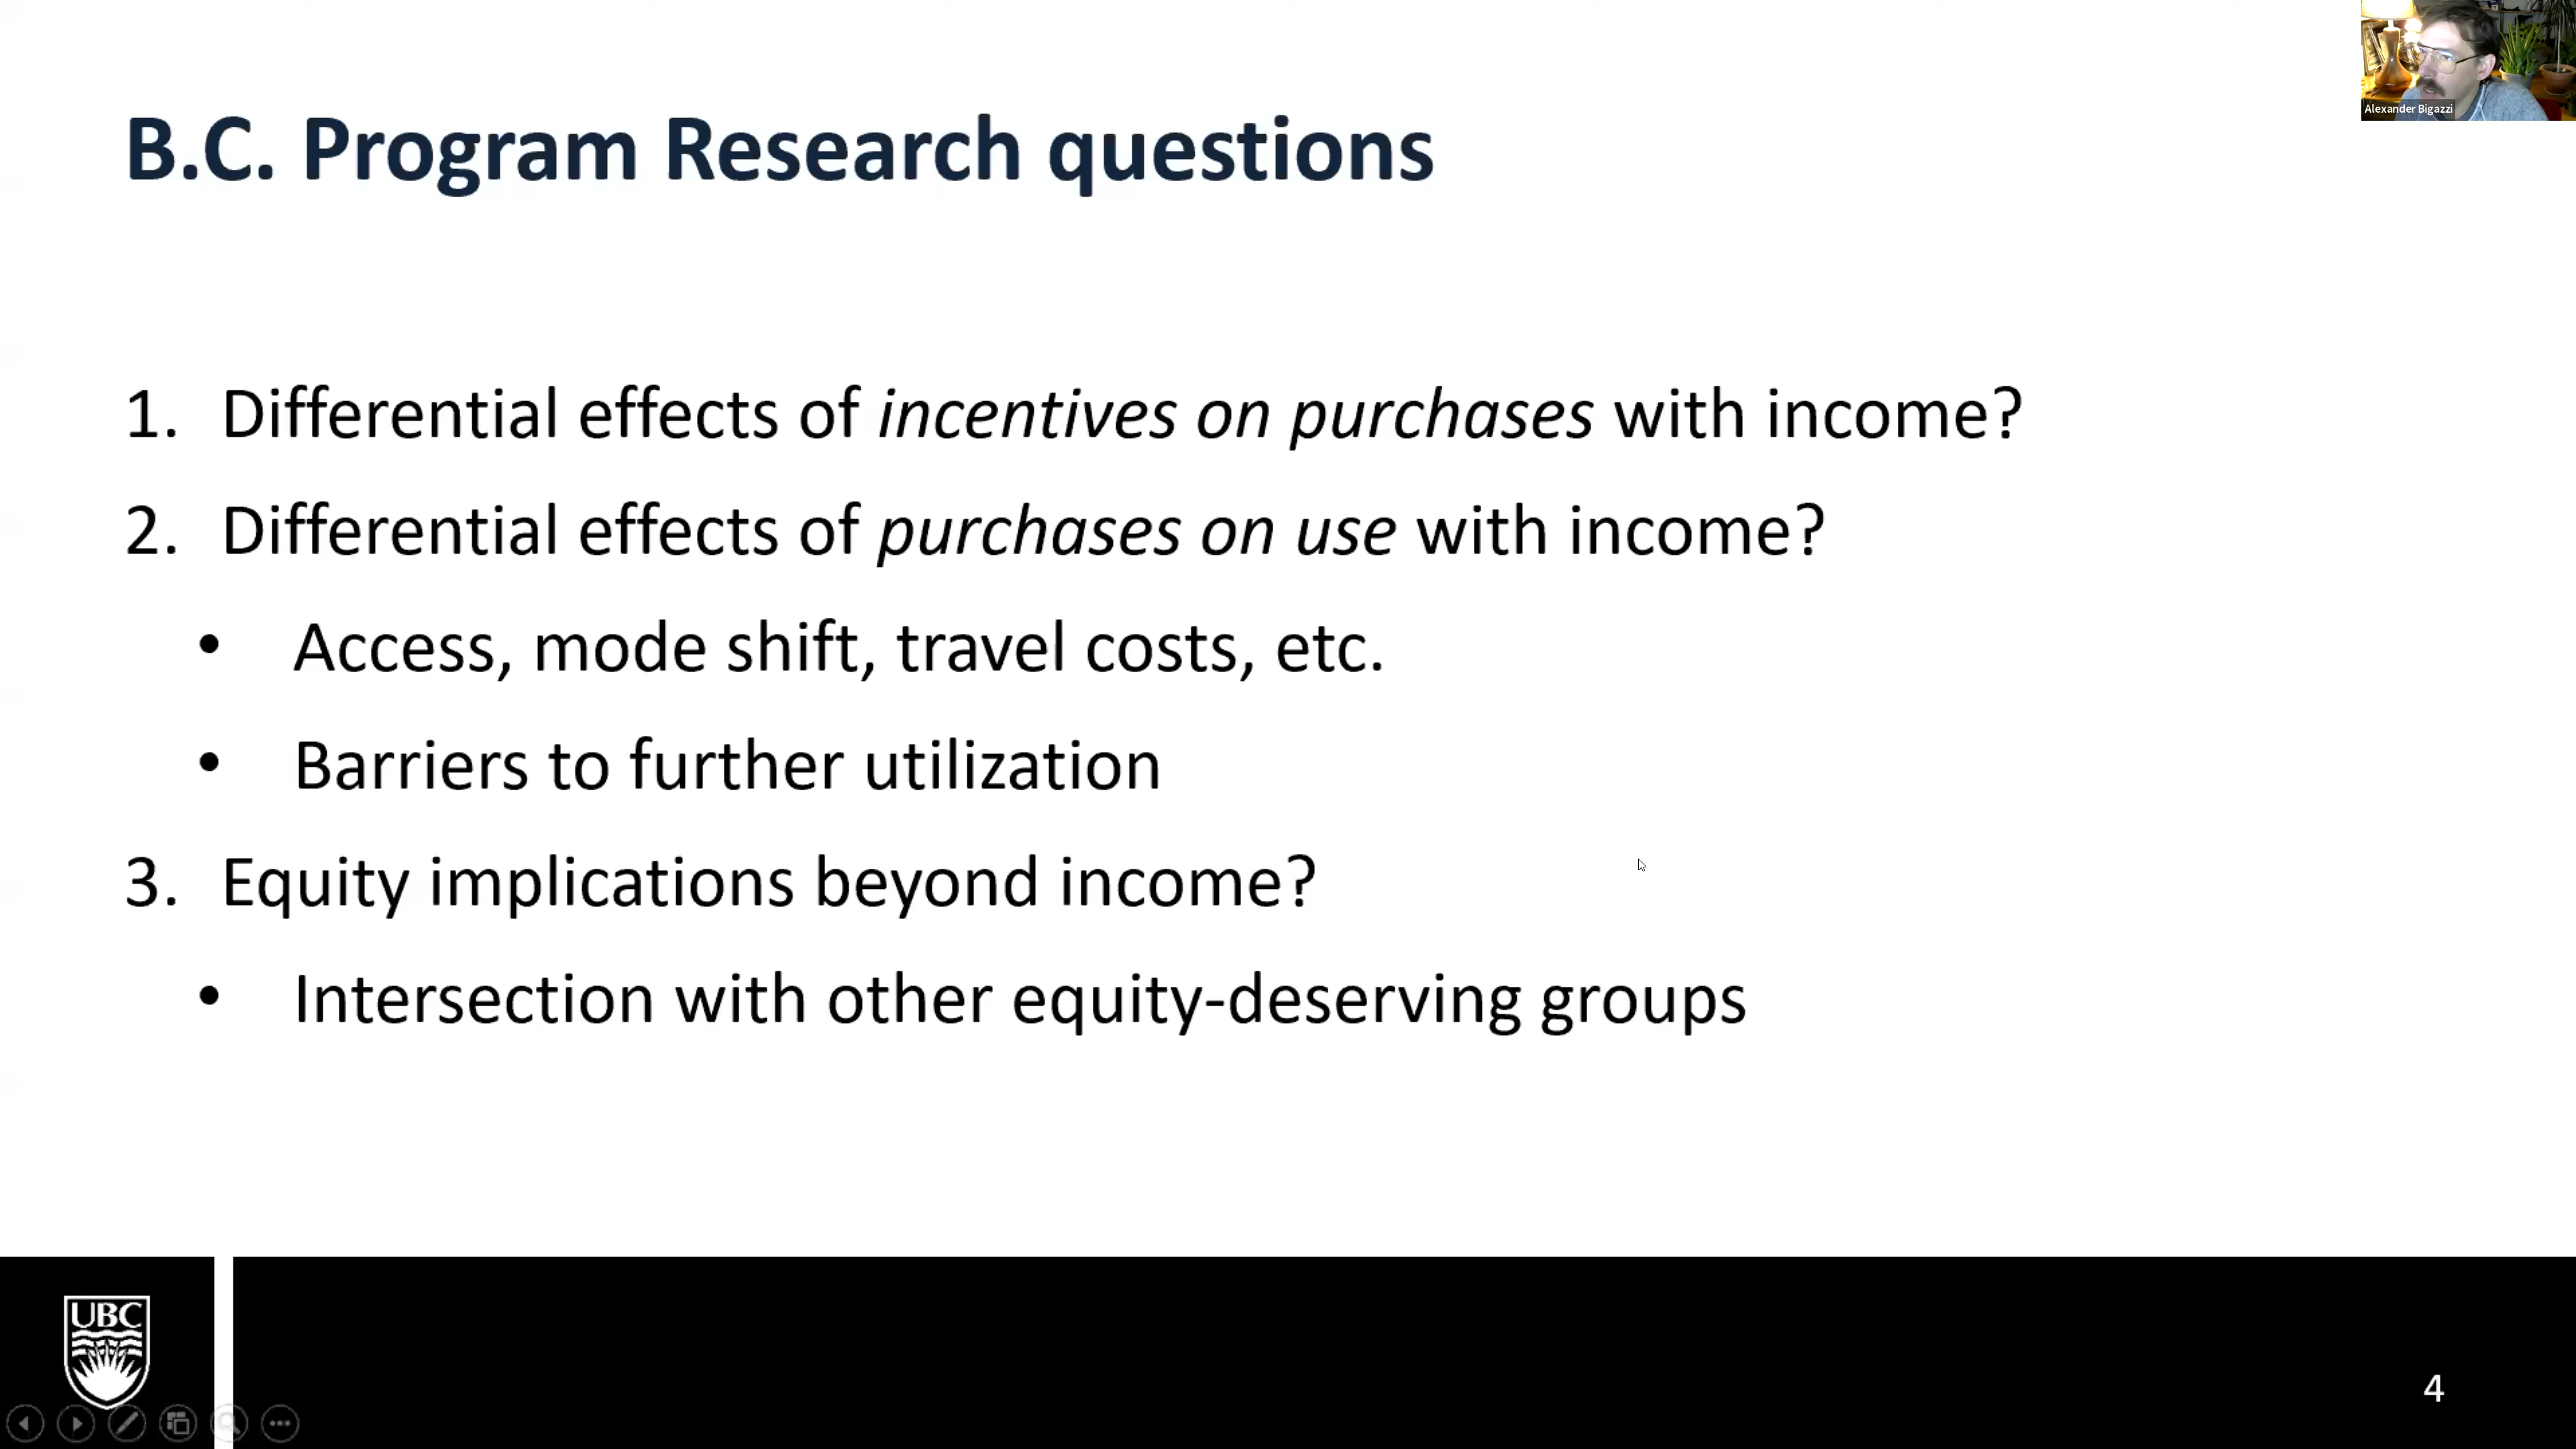 Alexander Bigazzi
B.C. Program Research questions
1. Differential effects of incentives on purchases with income?
2. Differential effects of purchases on use with income?
• Access, mode shift, travel costs, etc.
• Barriers to further utilization
3. Equity implications beyond income?
• Intersection with other equity-deserving groups
UBC
4